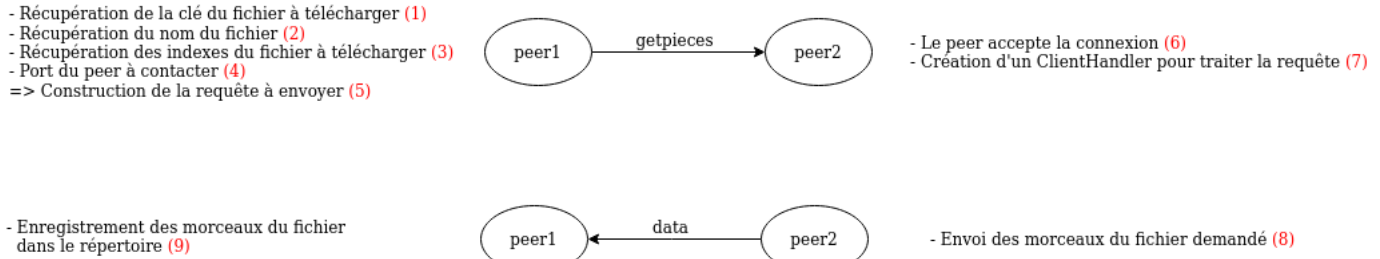 - Récupération de la clé du fichier à télécharger (1)
- Récupération du nom du fichier (2)
- Récupération des indexes du fichier à télécharger (3)
- Port du peer à contacter (4)
=> Construction de la requête à envoyer (5)
peer1
getpieces
peer2
- Le peer accepte la connexion (6)
- Création d'un ClientHandler pour traiter la requête (7)
- Enregistrement des morceaux du fichier
dans le répertoire (9)
peer1
data
peer2
- Envoi des morceaux du fichier demandé (8)